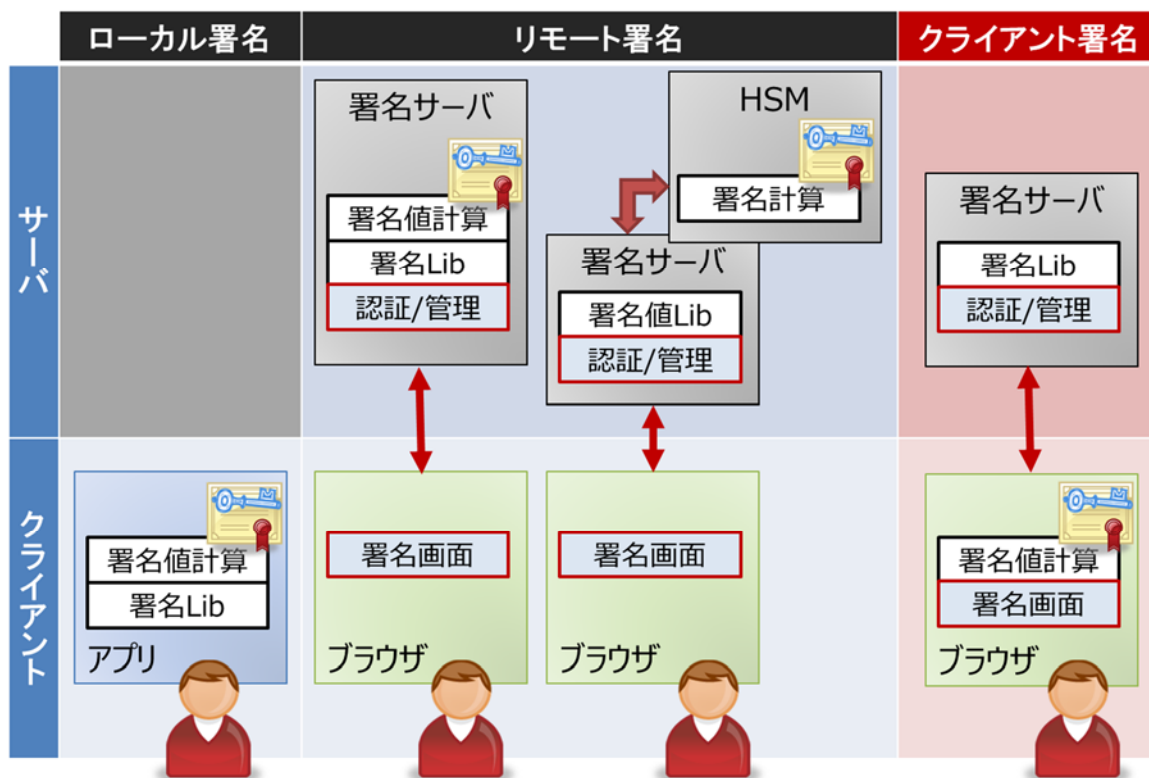 ローカル署名
リモート署名
クライアント署名
サーバ
署名サーバ
署名値計算
署名Lib
認証/管理
HSM
署名計算
署名サーバ
署名値Lib
認証/管理
署名サーバ
署名Lib
認証/管理
クライアント
署名値計算
署名Lib
アプリ
署名画面
ブラウザ
署名画面
ブラウザ
署名値計算
署名画面
ブラウザ